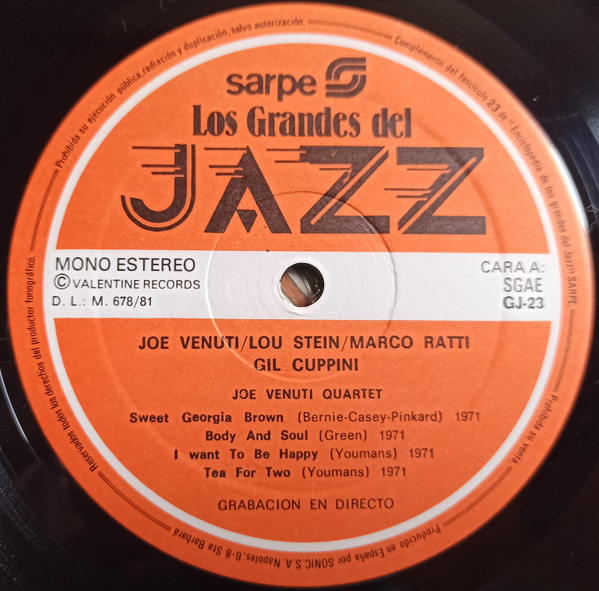 Prohibida su ejecución pública, radiación y duplicación, salvo autorización.
Complemento del fascículo 23 de "Enciclopedia de los grandes del Jazz" SARPE.
sarpe
Los Grandes del
JAZZ
MONO ESTEREO
© VALENTINE RECORDS
D. L.: M. 678/81
CARA A:
SGAE
GJ-23
JOE VENUTI/LOU STEIN/MARCO RATTI
GIL CUPPINI
JOE VENUTI QUARTET
Sweet Georgia Brown (Bernie-Casey-Pinkard) 1971
Body And Soul (Green) 1971
I want To Be Happy (Youmans) 1971
Tea For Two (Youmans) 1971
GRABACION EN DIRECTO
Reservados todos los derechos del productor fonográfico.
Prohibida su venta
Producido en España por SONIC, S.A. Nápoles, 6-8 Sta Barbará